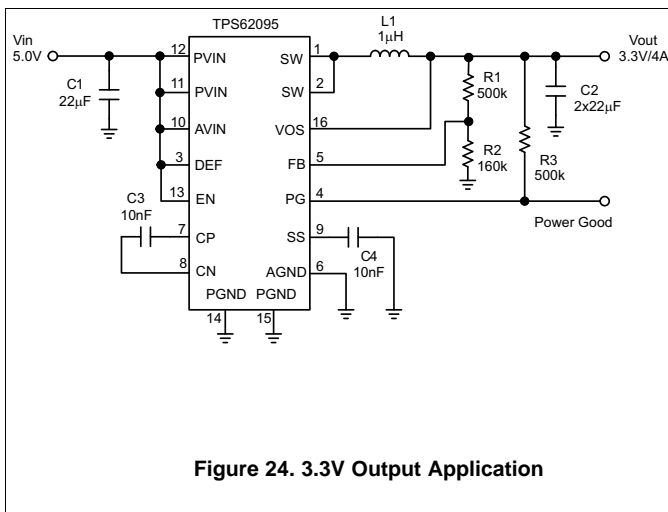 TPS62095
Vin
5.0V
C1
22μF
12
PVIN
11
PVIN
10
AVIN
3
DEF
13
EN
C3
10nF
7
CP
8
CN
PGND
PGND
14
15
SW
1
SW
2
VOS
16
FB
5
PG
4
SS
9
AGND
6
C4
10nF
L1
1μH
R1
500k
R2
160k
R3
500k
C2
2x22μF
Vout
3.3V/4A
Power Good
Figure 24. 3.3V Output Application